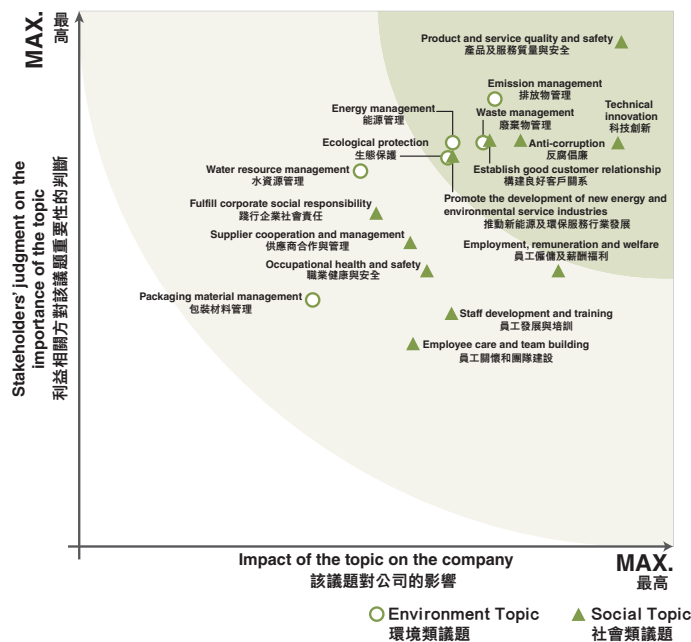 MAX.
最高
Product and service quality and safety
產品及服務質量與安全
Emission management
排放物管理
Energy management
能源管理
Waste management
廢棄物管理
Technical
innovation
科技創新
Ecological protection
生態保護
Anti-corruption
反腐倡廉
Water resource management
水資源管理
Establish good customer relationship
構建良好客戶關系
Fulfill corporate social responsibility
踐行企業社會責任
Promote the development of new energy and
environmental service industries
推動新能源及環保服務行業發展
Supplier cooperation and management
供應商合作與管理
Employment, remuneration and welfare
員工僱傭及薪酬福利
Occupational health and safety
職業健康與安全
Packaging material management
包裝材料管理
Staff development and training
員工發展與培訓
Employee care and team building
員工關懷和團隊建設
Stakeholders' judgment on the
importance of the topic
利益相關方對該議題重要性的判斷
Impact of the topic on the company
該議題對公司的影響
MAX.
最高
Environment Topic
環境類議題
Social Topic
社會類議題